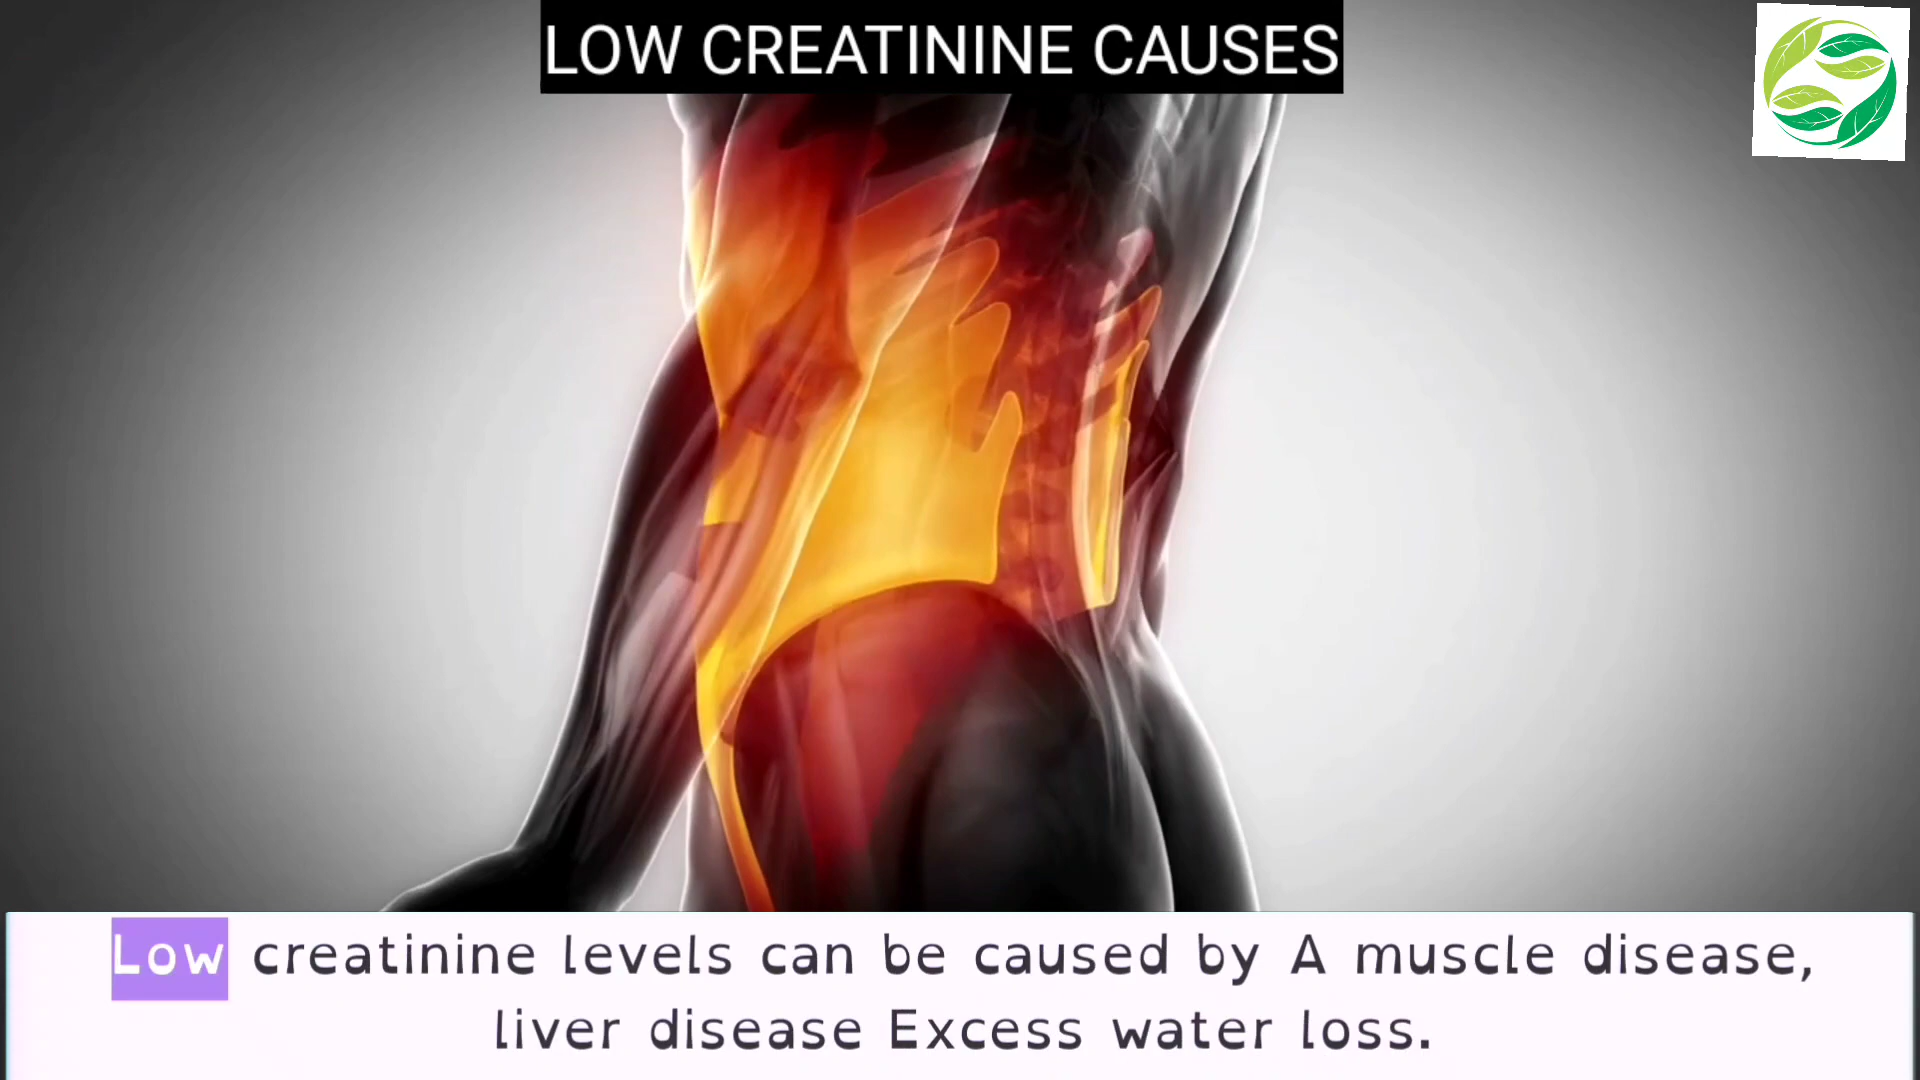 LOW CREATININE CAUSES
Low creatinine levels can be caused by A muscle disease,
liver disease Excess water loss.